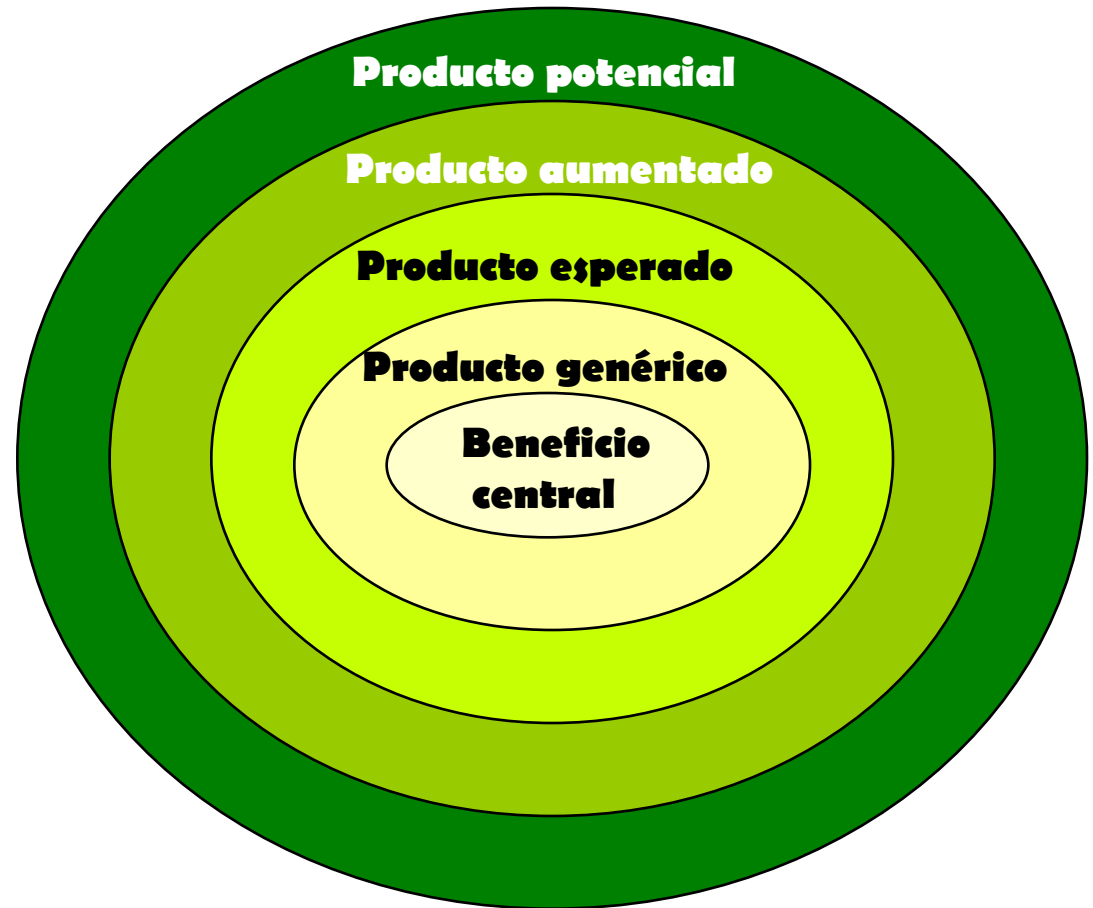 Producto potencial
Producto aumentado
Producto esperado
Producto genérico
Beneficio
central